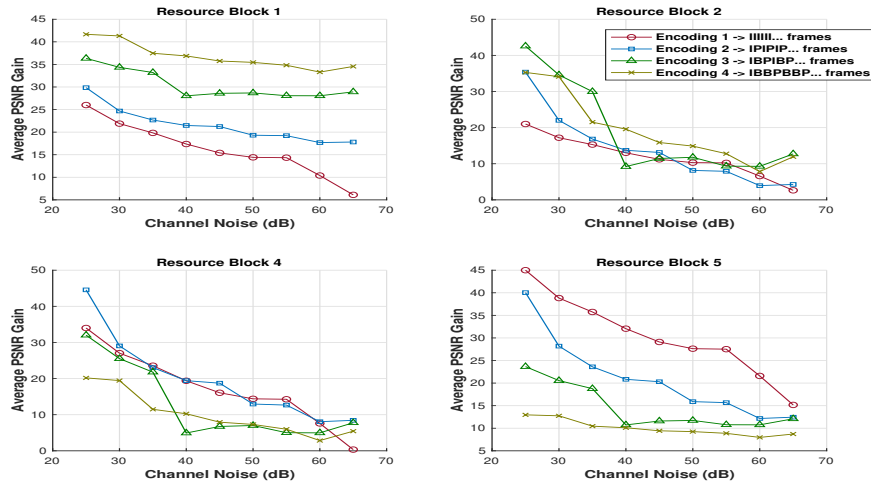 Resource Block 1
45
40
35
30
25
20
15
10
5
20 30 40 50 60 70
Average PSNR Gain
Channel Noise (dB)
Resource Block 2
50
40
30
20
10
0
20 30 40 50 60 70
Average PSNR Gain
Channel Noise (dB)
Encoding 1 -> IIIIII... frames
Encoding 2 -> IPIPIP... frames
Encoding 3 -> IBPIBP... frames
Encoding 4 -> IBBPBBP... frames
Resource Block 4
50
40
30
20
10
0
20 30 40 50 60 70
Average PSNR Gain
Channel Noise (dB)
Resource Block 5
45
40
35
30
25
20
15
10
5
20 30 40 50 60 70
Average PSNR Gain
Channel Noise (dB)